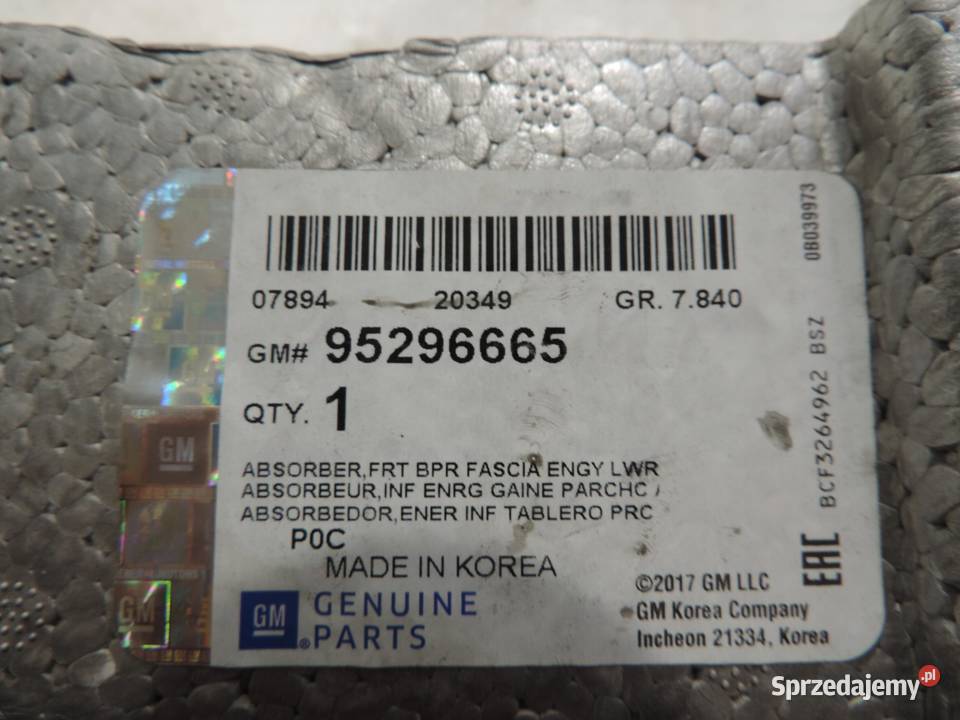 07894 20349 GR. 7.840
GM# 95296665
QTY. 1
ABSORBER,FRT BPR FASCIA ENGY LWR
ABSORBEUR,INF ENRG GAINE PARCHC /
ABSORBEDOR,ENER INF TABLERO PRC
P0C
MADE IN KOREA
GM
GENUINE
PARTS
©2017 GM LLC
GM Korea Company
Incheon 21334, Korea
0B039973
BCF3264962 BSZ
EAC
GM
GM
Sprzedajemy.pl